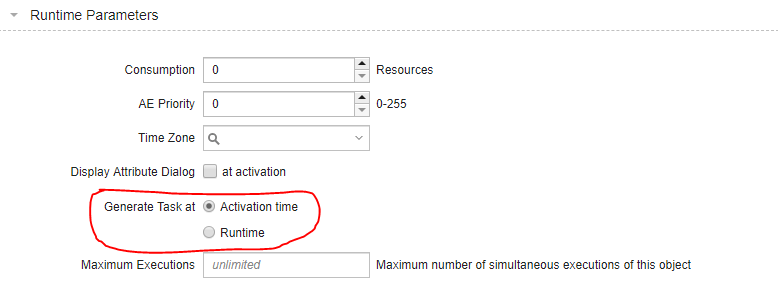 Runtime Parameters
Consumption 0 Resources
AE Priority 0 0-255
Time Zone
Display Attribute Dialog at activation
Generate Task at Activation time
Runtime
Maximum Executions unlimited Maximum number of simultaneous executions of this object